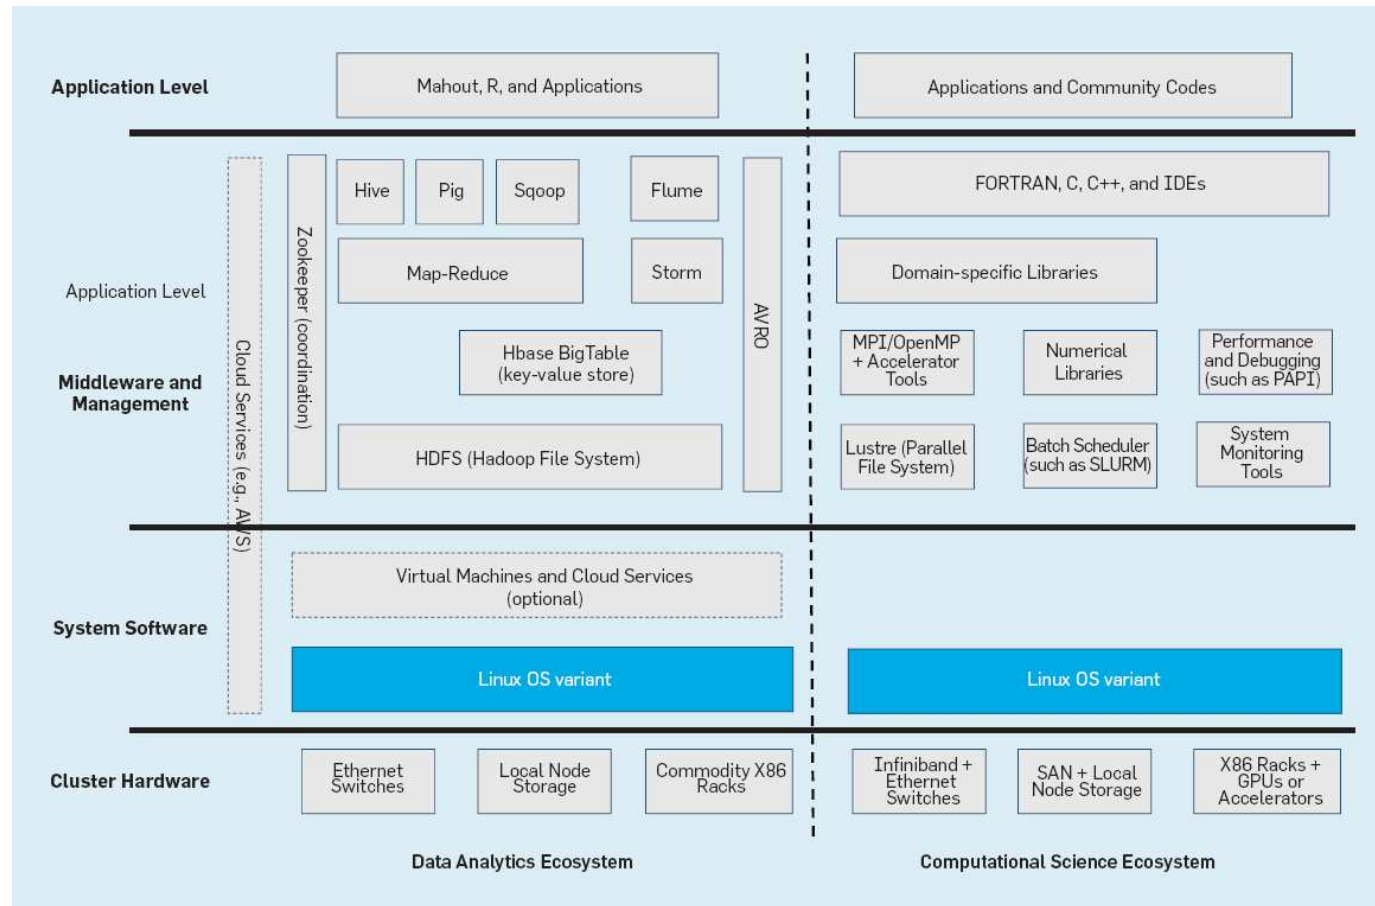 Application Level
Mahout, R, and Applications
Applications and Community Codes
Cloud Services (e.g., AWS)
Zookeeper (coordination)
Hive
Pig
Sqoop
Flume
AVRO
FORTRAN, C, C++, and IDEs
Application Level
Map-Reduce
Storm
Domain-specific Libraries
Middleware and
Management
Hbase BigTable
(key-value store)
MPI/OpenMP
+ Accelerator
Tools
Numerical
Libraries
Performance
and Debugging
(such as PAPI)
HDFS (Hadoop File System)
Lustre (Parallel
File System)
Batch Scheduler
(such as SLURM)
System
Monitoring
Tools
System Software
Virtual Machines and Cloud Services
(optional)
Linux OS variant
Linux OS variant
Cluster Hardware
Ethernet
Switches
Local Node
Storage
Commodity X86
Racks
Infiniband +
Ethernet
Switches
SAN + Local
Node Storage
X86 Racks +
GPUs or
Accelerators
Data Analytics Ecosystem
Computational Science Ecosystem